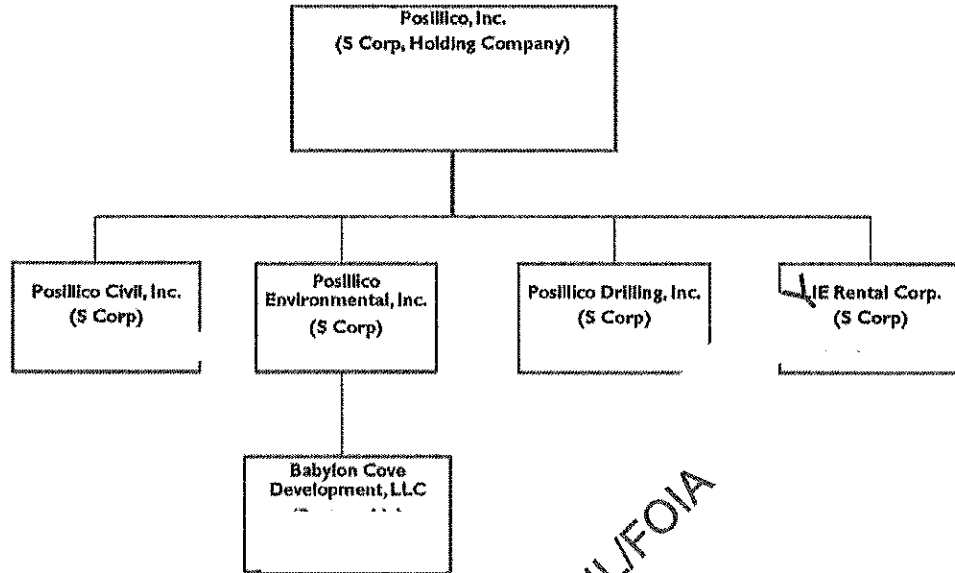 Posillico, Inc.
(S Corp, Holding Company)
Posillico Civil, Inc.
(S Corp)
Posillico
Environmental, Inc.
(S Corp)
Posillico Drilling, Inc.
(S Corp)
IE Rental Corp.
(S Corp)
Babylon Cove
Development, LLC
/FOIA